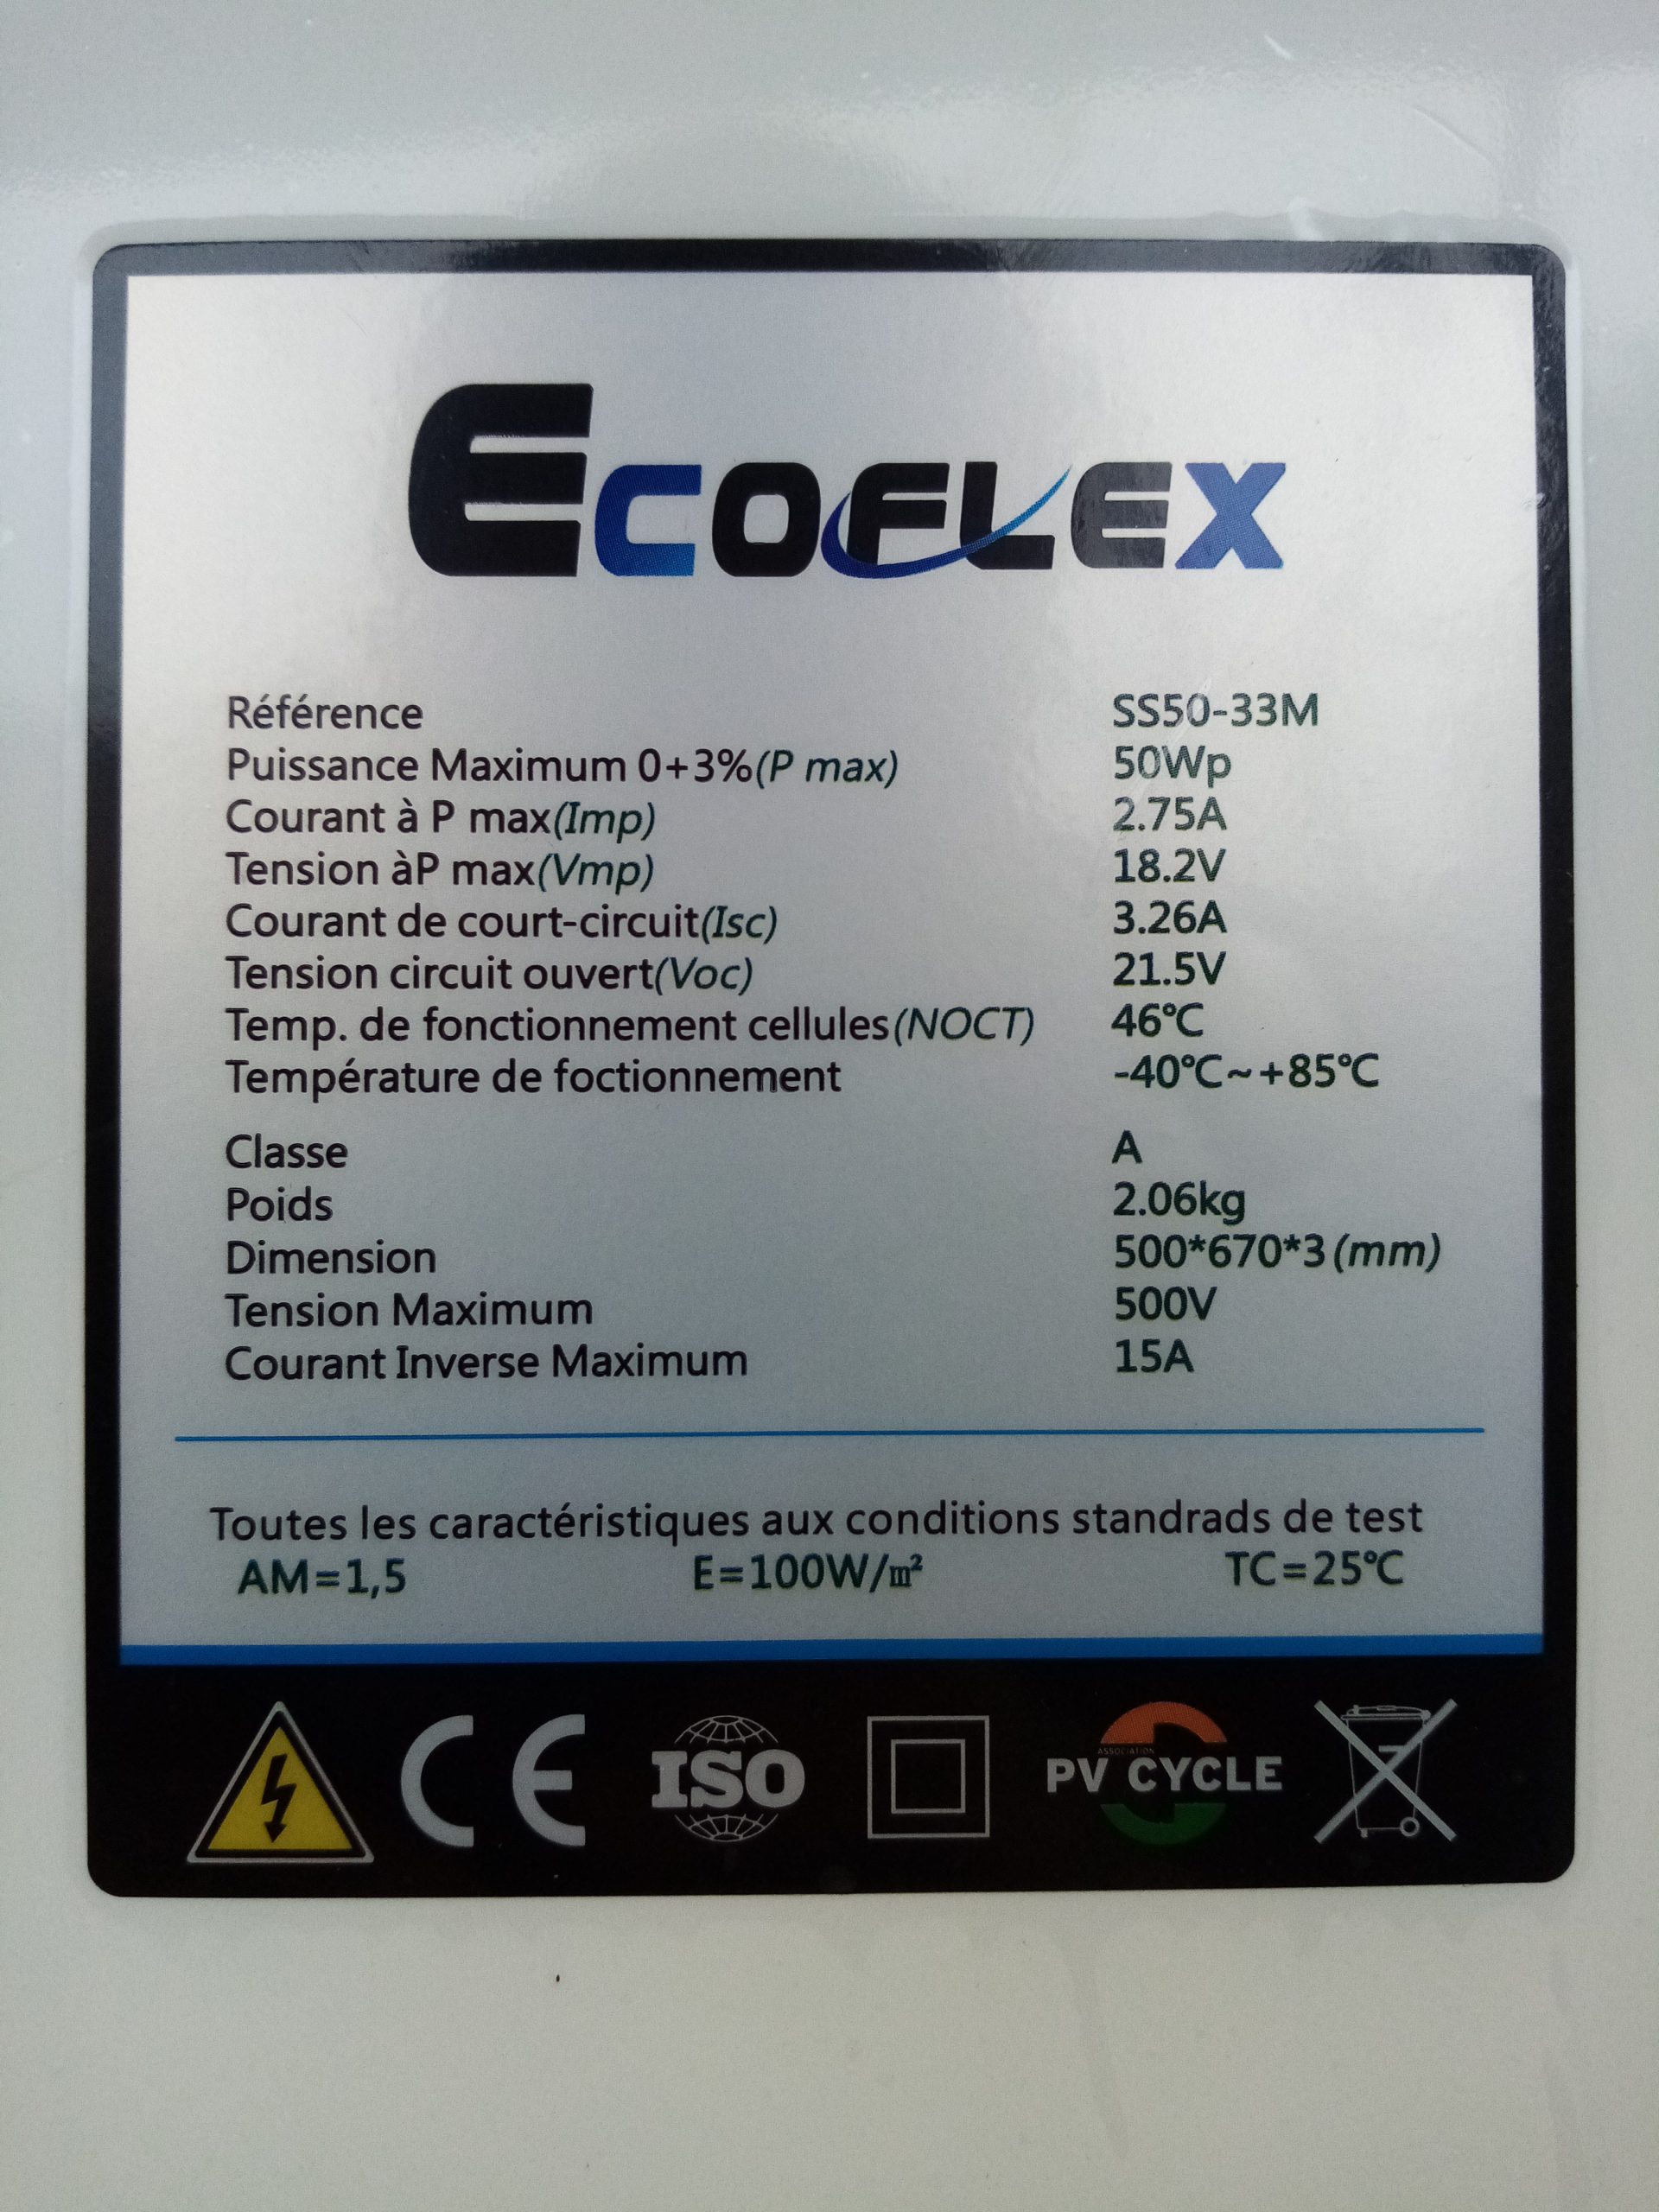 ECOFLEX
Référence SS50-33M
Puissance Maximum 0+3%(P max) 50Wp
Courant à P max(Imp) 2.75A
Tension àP max(Vmp) 18.2V
Courant de court-circuit(Isc) 3.26A
Tension circuit ouvert(Voc) 21.5V
Temp. de fonctionnement cellules(NOCT) 46℃
Température de foctionnement -40℃~+85℃
Classe A
Poids 2.06kg
Dimension 500*670*3(mm)
Tension Maximum 500V
Courant Inverse Maximum 15A
Toutes les caractéristiques aux conditions standrads de test
AM=1,5 E=100W/㎡ TC=25℃
CE ISO ASSOCIATION PV CYCLE